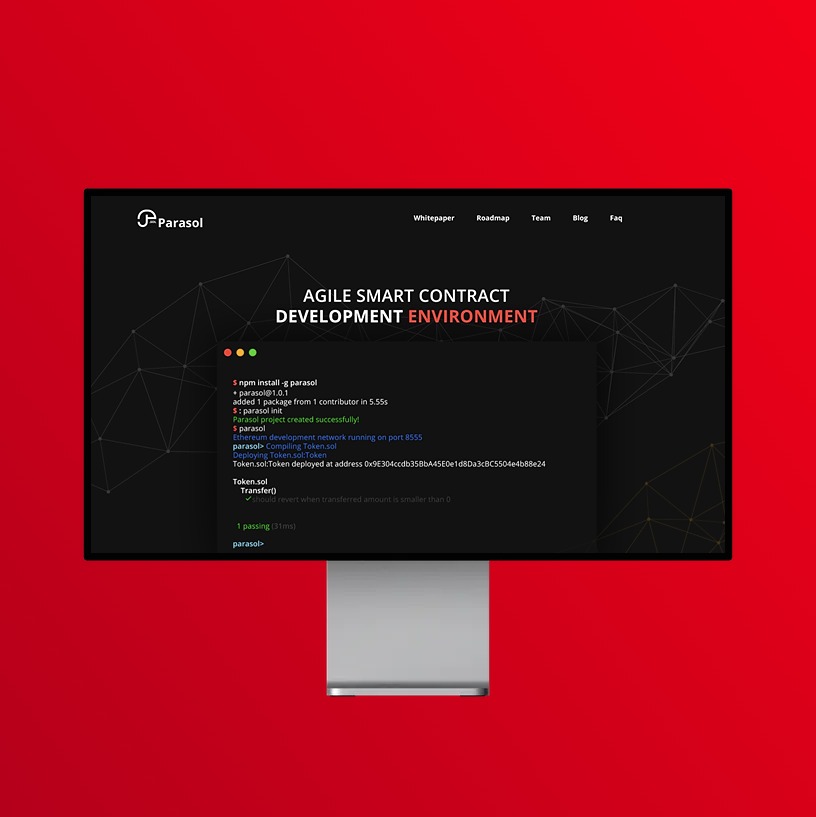 Parasol
Whitepaper Roadmap Team Blog Faq
AGILE SMART CONTRACT
DEVELOPMENT ENVIRONMENT
$ npm install -g parasol
+ parasol@1.0.1
added 1 package from 1 contributor in 5.55s
$ : parasol init
Parasol project created successfully!
$ parasol
Ethereum development network running on port 8555
parasol> Compiling Token.sol
Deploying Token.sol:Token
Token.sol:Token deployed at address 0x9E304ccdb35BbA45E0e1d8Da3cBC5504e4b88e24
Token.sol
Transfer()
✓should revert when transferred amount is smaller than 0
1 passing (31ms)
parasol>